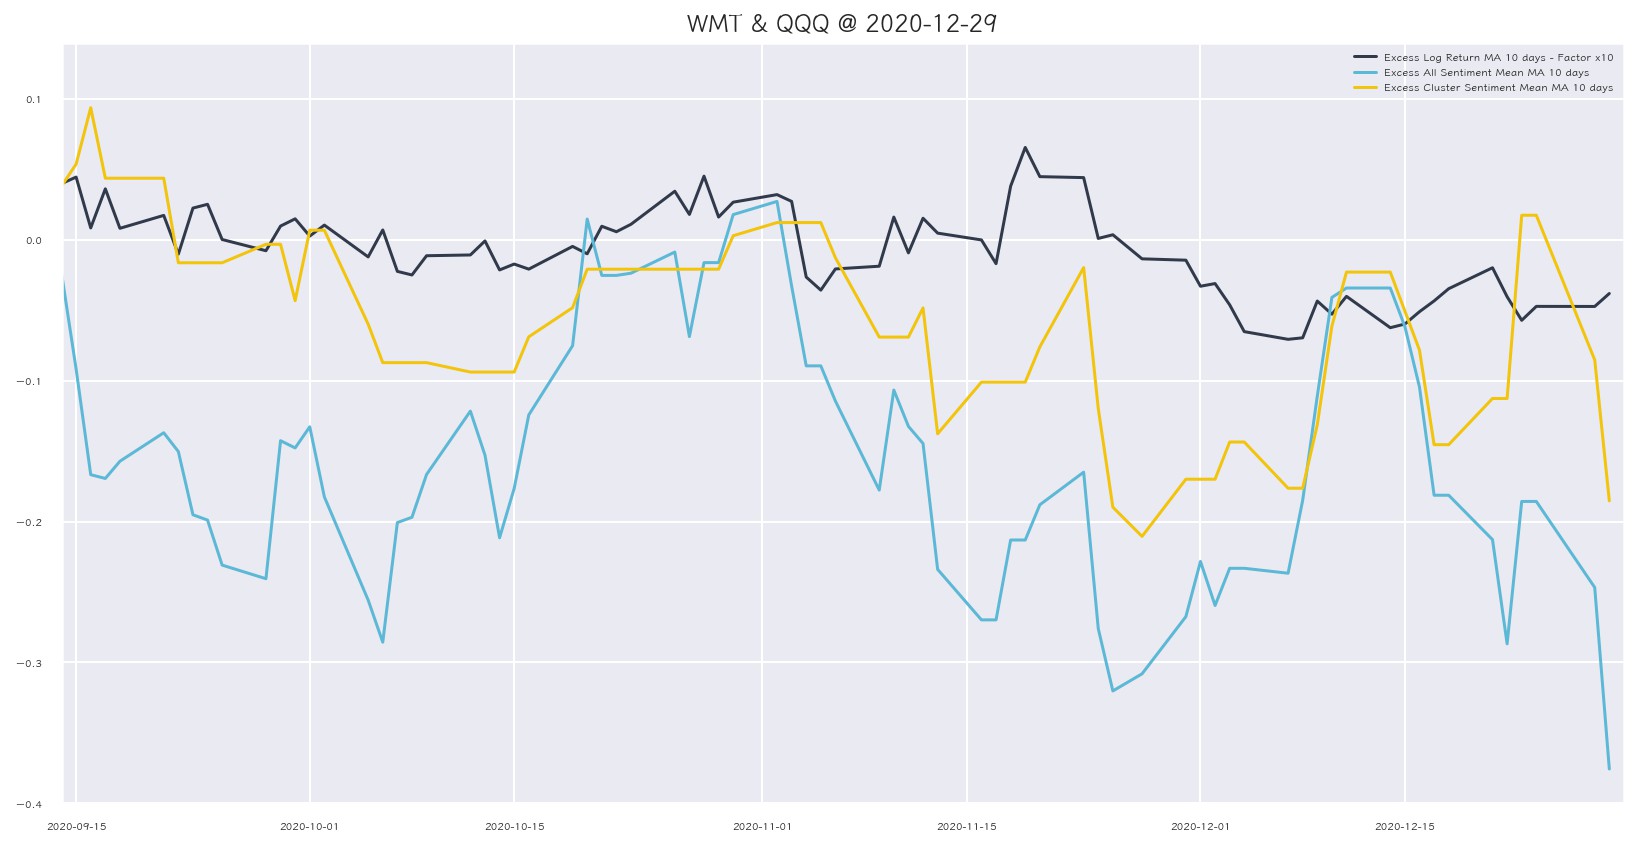 WMT & QQQ @ 2020-12-29
Excess Log Return MA 10 days - Factor x10
Excess All Sentiment Mean MA 10 days
Excess Cluster Sentiment Mean MA 10 days
0.1
0.0
−0.1
−0.2
−0.3
−0.4
2020-09-15 2020-10-01 2020-10-15 2020-11-01 2020-11-15 2020-12-01 2020-12-15